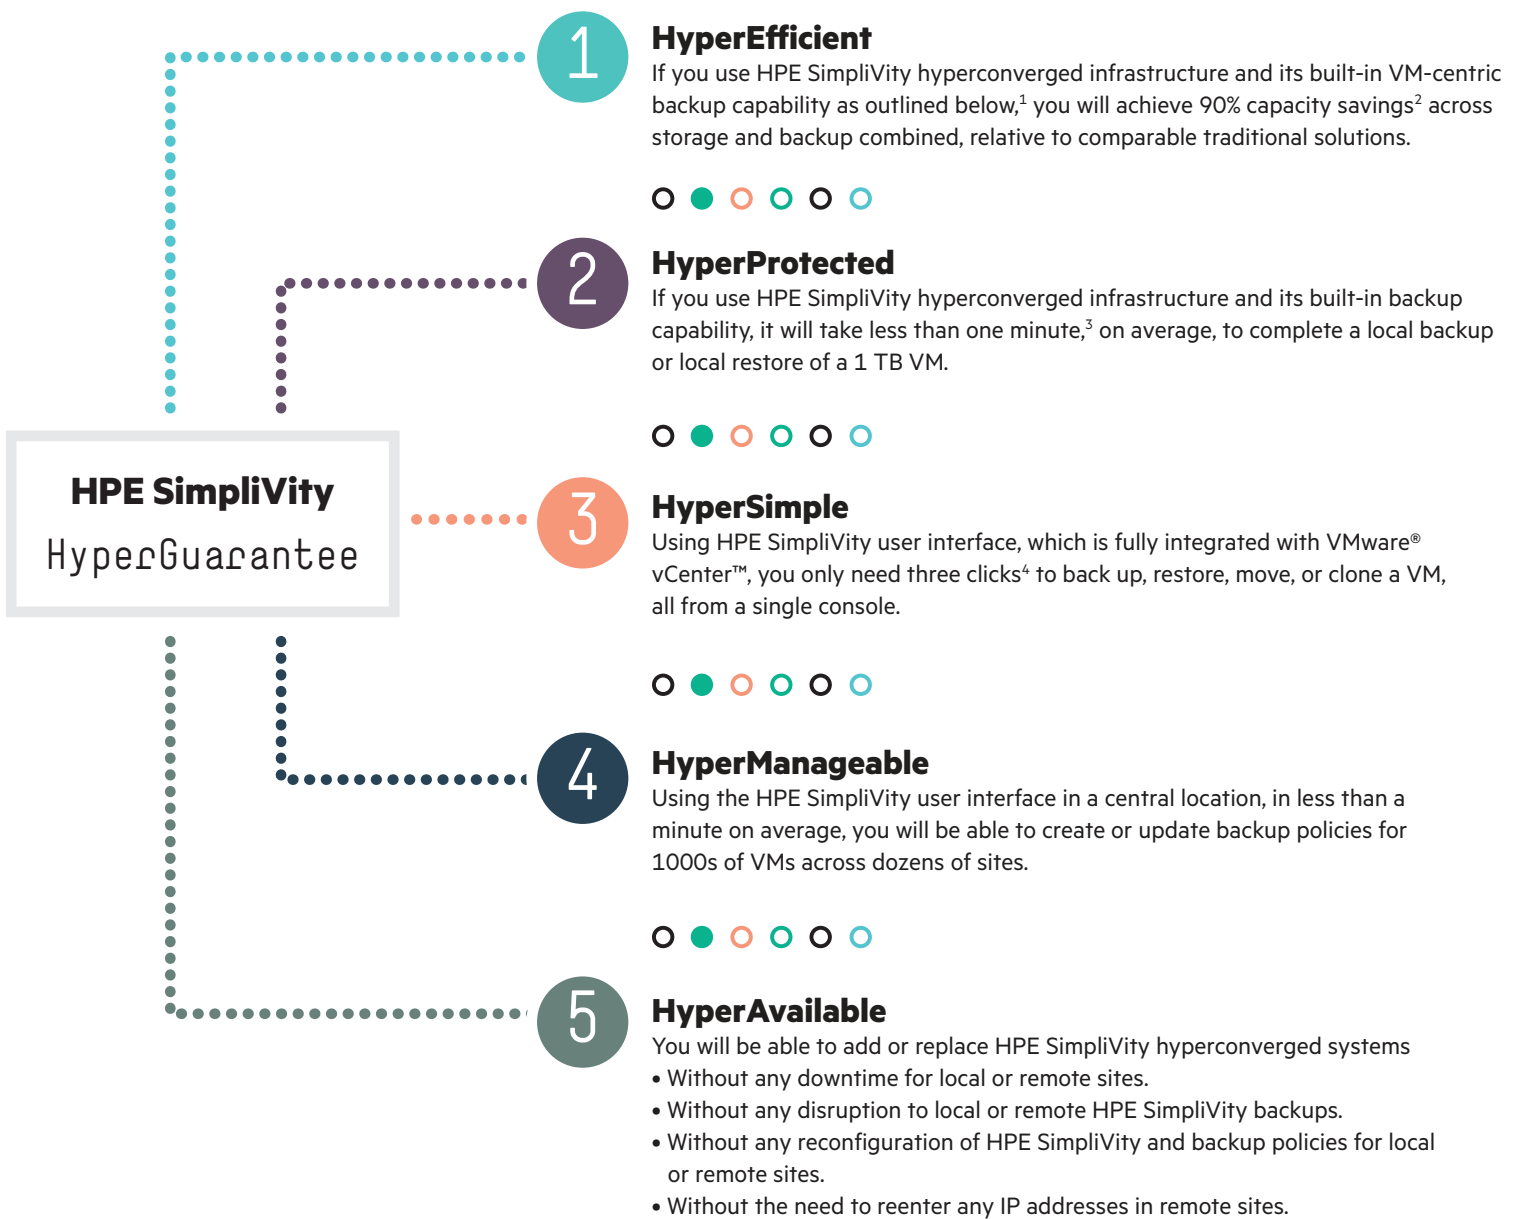 HPE SimpliVity
HyperGuarantee
1
HyperEfficient
If you use HPE SimpliVity hyperconverged infrastructure and its built-in VM-centric
backup capability as outlined below,¹ you will achieve 90% capacity savings² across
storage and backup combined, relative to comparable traditional solutions.
2
HyperProtected
If you use HPE SimpliVity hyperconverged infrastructure and its built-in backup
capability, it will take less than one minute,³ on average, to complete a local backup
or local restore of a 1 TB VM.
3
HyperSimple
Using HPE SimpliVity user interface, which is fully integrated with VMware®
vCenter™, you only need three clicks⁴ to back up, restore, move, or clone a VM,
all from a single console.
4
HyperManageable
Using the HPE SimpliVity user interface in a central location, in less than a
minute on average, you will be able to create or update backup policies for
1000s of VMs across dozens of sites.
5
HyperAvailable
You will be able to add or replace HPE SimpliVity hyperconverged systems
• Without any downtime for local or remote sites.
• Without any disruption to local or remote HPE SimpliVity backups.
• Without any reconfiguration of HPE SimpliVity and backup policies for local
or remote sites.
• Without the need to reenter any IP addresses in remote sites.